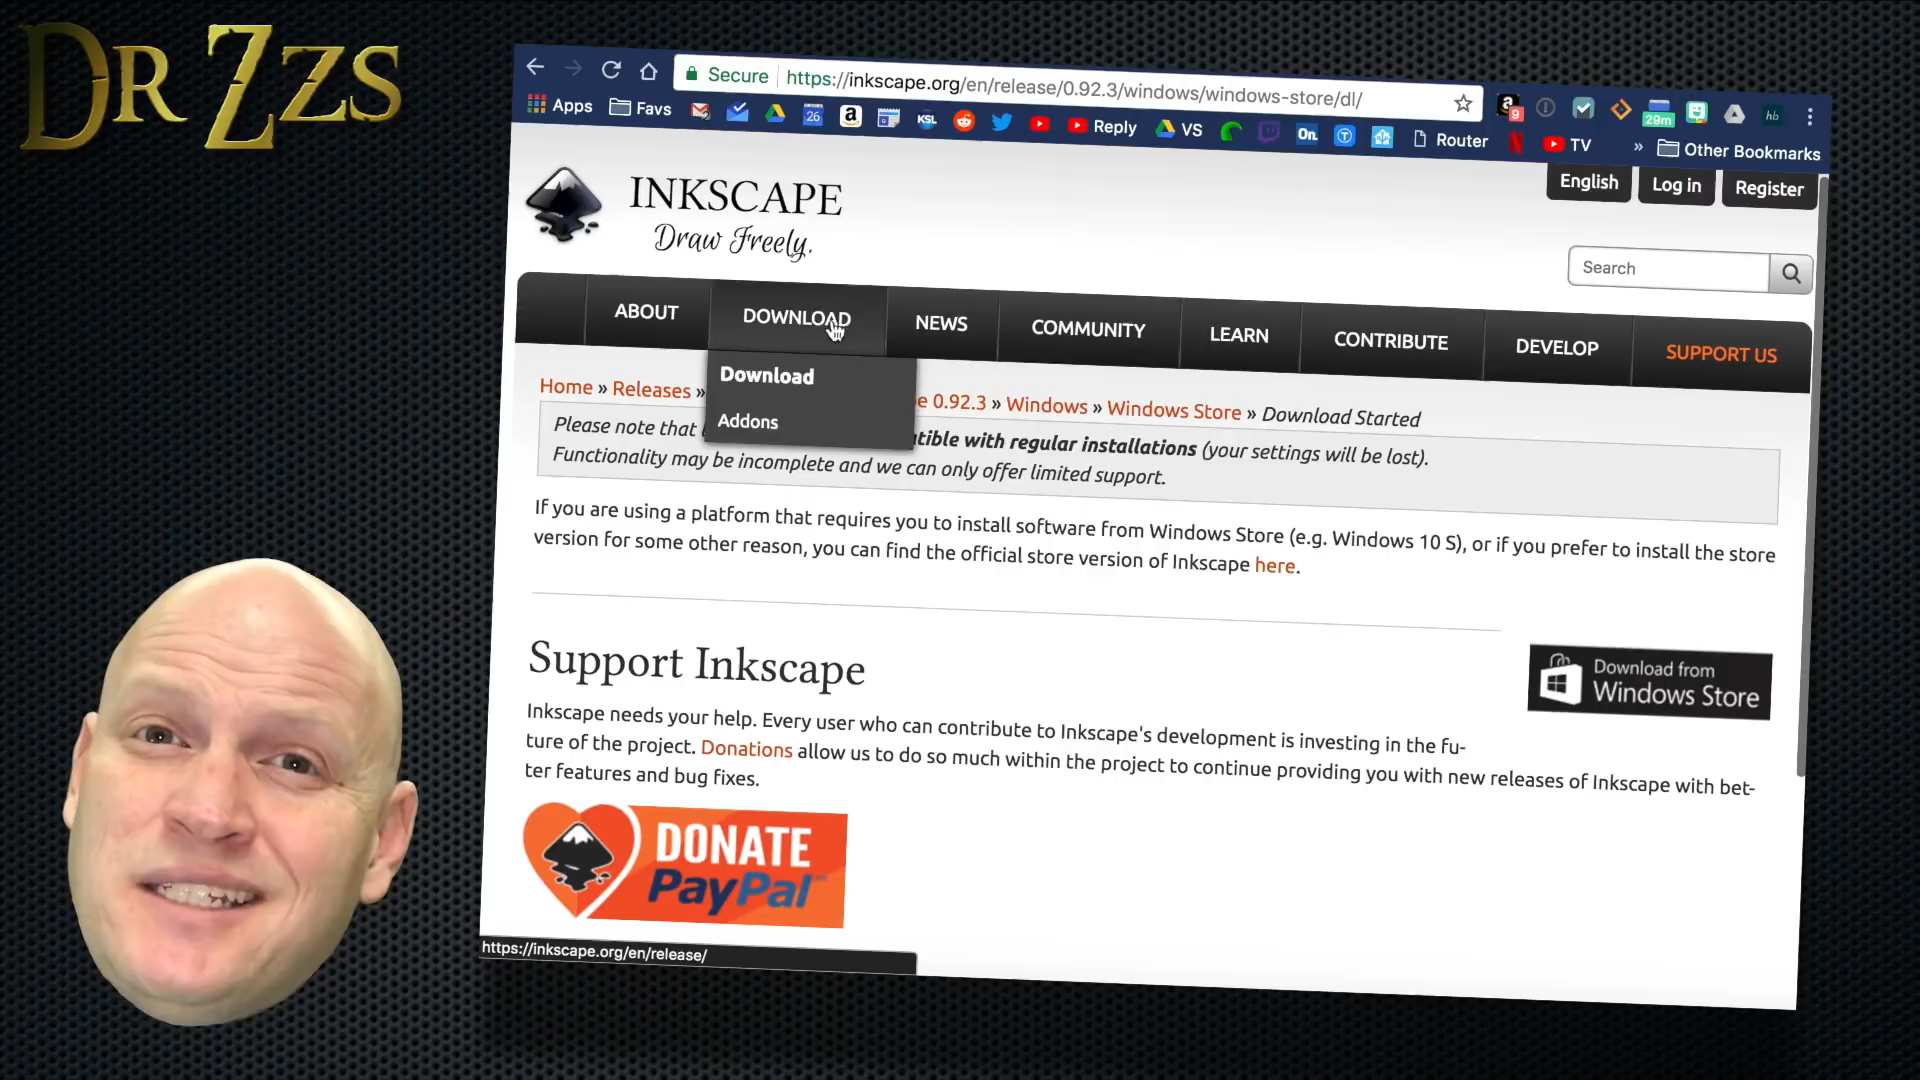 DR ZZS
Secure https://inkscape.org/en/release/0.92.3/windows/windows-store/dl/
9
29m
hb
Apps Favs 26 a KSL Reply VS On. T Router N TV » Other Bookmarks
English Log in Register
INKSCAPE
Draw Freely.
Search
ABOUT DOWNLOAD NEWS COMMUNITY LEARN CONTRIBUTE DEVELOP SUPPORT US
Download
Addons
Home » Releases » e 0.92.3 » Windows » Windows Store » Download Started
Please note that tible with regular installations (your settings will be lost).
Functionality may be incomplete and we can only offer limited support.
If you are using a platform that requires you to install software from Windows Store (e.g. Windows 10 S), or if you prefer to install the store
version for some other reason, you can find the official store version of Inkscape here.
Support Inkscape
Download from
Windows Store
Inkscape needs your help. Every user who can contribute to Inkscape's development is investing in the fu-
ture of the project. Donations allow us to do so much within the project to continue providing you with new releases of Inkscape with bet-
ter features and bug fixes.
DONATE
PayPal™
https://inkscape.org/en/release/